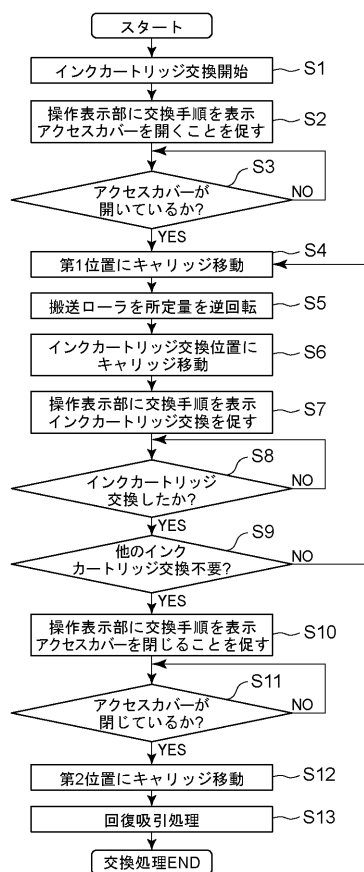 スタート
インクカートリッジ交換開始
S1
操作表示部に交換手順を表示
アクセスカバーを開くことを促す
S2
アクセスカバーが
開いているか?
S3
NO
YES
第1位置にキャリッジ移動
S4
搬送ローラを所定量を逆回転
S5
インクカートリッジ交換位置に
キャリッジ移動
S6
操作表示部に交換手順を表示
インクカートリッジ交換を促す
S7
インクカートリッジ
交換したか?
S8
NO
YES
他のインク
カートリッジ交換不要?
S9
NO
YES
操作表示部に交換手順を表示
アクセスカバーを閉じることを促す
S10
アクセスカバーが
閉じているか?
S11
NO
YES
第2位置にキャリッジ移動
S12
回復吸引処理
S13
交換処理END